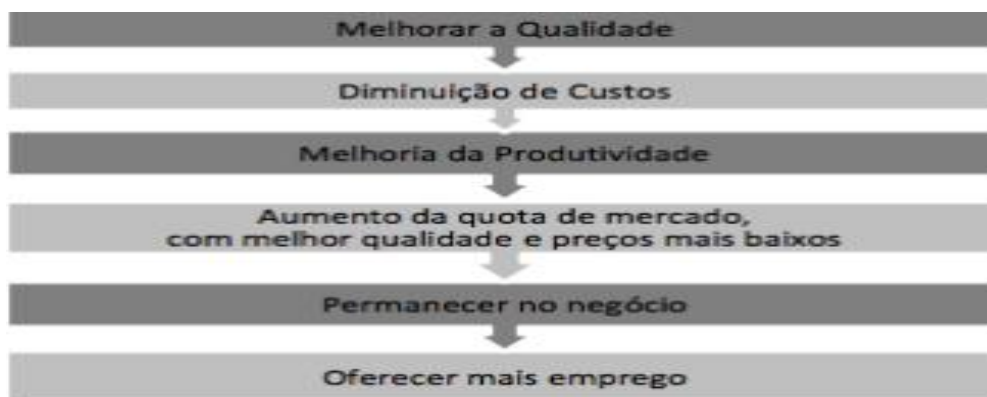 Melhorar a Qualidade
Diminuição de Custos
Melhoria da Produtividade
Aumento da quota de mercado,
com melhor qualidade e preços mais baixos
Permanecer no negócio
Oferecer mais emprego